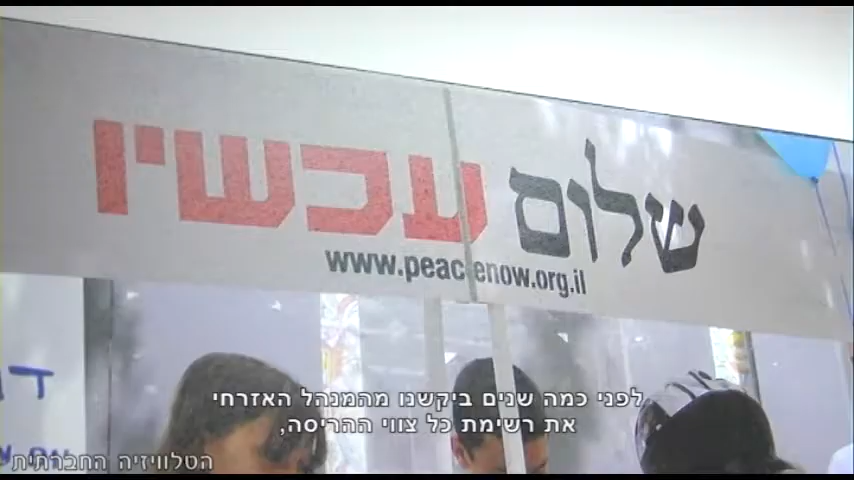 שלום עכשיו
www.peacenow.org.il
לפני כמה שנים ביקשנו מהמנהל האזרחי
את רשימת כל צווי ההריסה,
הטלוויזיה החברתית